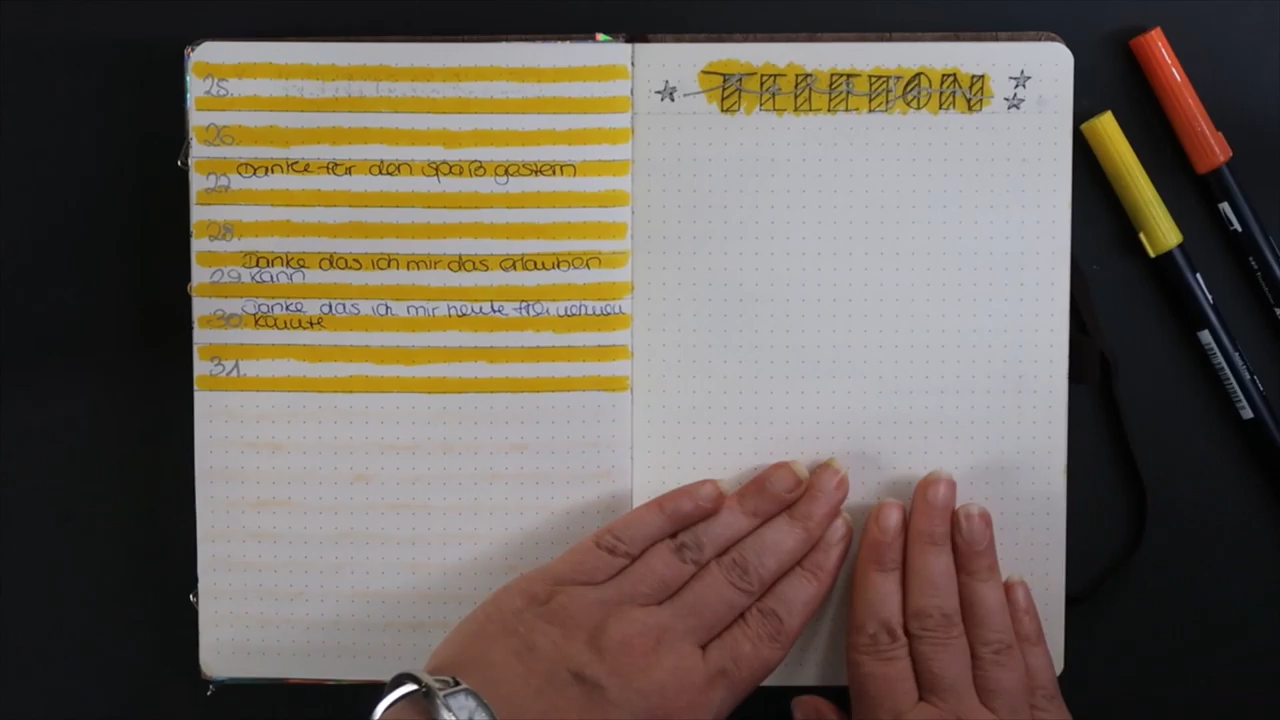 25.
26.
Danke für den Spaß gestern
27.
28.
Danke das ich mir das erlauben
29. kann
Danke das ich mir heute frei nehmen
30. konnte
31.
TELETON